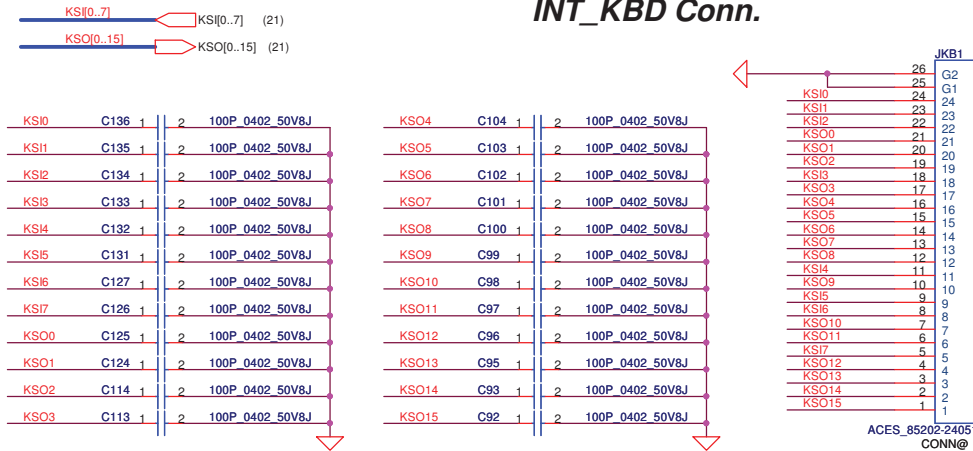 INT_KBD Conn.
KSI[0..7] KSI[0..7] (21)
KSO[0..15] KSO[0..15] (21)
KSI0 C136 1 2 100P_0402_50V8J
KSI1 C135 1 2 100P_0402_50V8J
KSI2 C134 1 2 100P_0402_50V8J
KSI3 C133 1 2 100P_0402_50V8J
KSI4 C132 1 2 100P_0402_50V8J
KSI5 C131 1 2 100P_0402_50V8J
KSI6 C127 1 2 100P_0402_50V8J
KSI7 C126 1 2 100P_0402_50V8J
KSO0 C125 1 2 100P_0402_50V8J
KSO1 C124 1 2 100P_0402_50V8J
KSO2 C114 1 2 100P_0402_50V8J
KSO3 C113 1 2 100P_0402_50V8J
KSO4 C104 1 2 100P_0402_50V8J
KSO5 C103 1 2 100P_0402_50V8J
KSO6 C102 1 2 100P_0402_50V8J
KSO7 C101 1 2 100P_0402_50V8J
KSO8 C100 1 2 100P_0402_50V8J
KSO9 C99 1 2 100P_0402_50V8J
KSO10 C98 1 2 100P_0402_50V8J
KSO11 C97 1 2 100P_0402_50V8J
KSO12 C96 1 2 100P_0402_50V8J
KSO13 C95 1 2 100P_0402_50V8J
KSO14 C93 1 2 100P_0402_50V8J
KSO15 C92 1 2 100P_0402_50V8J
JKB1
26 G2
25 G1
KSI0 24 24
KSI1 23 23
KSI2 22 22
KSO0 21 21
KSO1 20 20
KSO2 19 19
KSI3 18 18
KSO3 17 17
KSO4 16 16
KSO5 15 15
KSO6 14 14
KSO7 13 13
KSO8 12 12
KSI4 11 11
KSO9 10 10
KSI5 9 9
KSI6 8 8
KSO10 7 7
KSO11 6 6
KSI7 5 5
KSO12 4 4
KSO13 3 3
KSO14 2 2
KSO15 1 1
ACES_85202-24051
CONN@